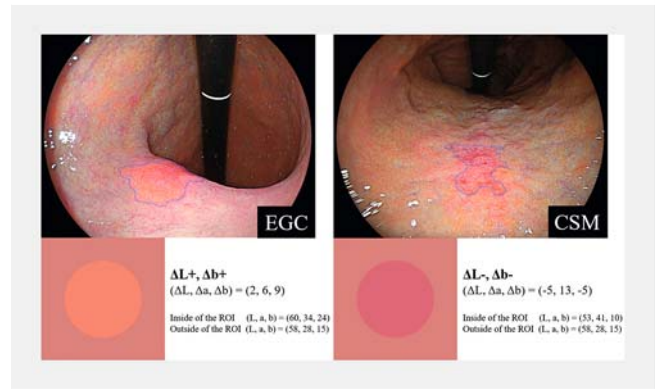 EGC
CSM
ΔL+, Δb+
(ΔL, Δa, Δb) = (2, 6, 9)
Inside of the ROI (L, a, b) = (60, 34, 24)
Outside of the ROI (L, a, b) = (58, 28, 15)
ΔL-, Δb-
(ΔL, Δa, Δb) = (-5, 13, -5)
Inside of the ROI (L, a, b) = (53, 41, 10)
Outside of the ROI (L, a, b) = (58, 28, 15)